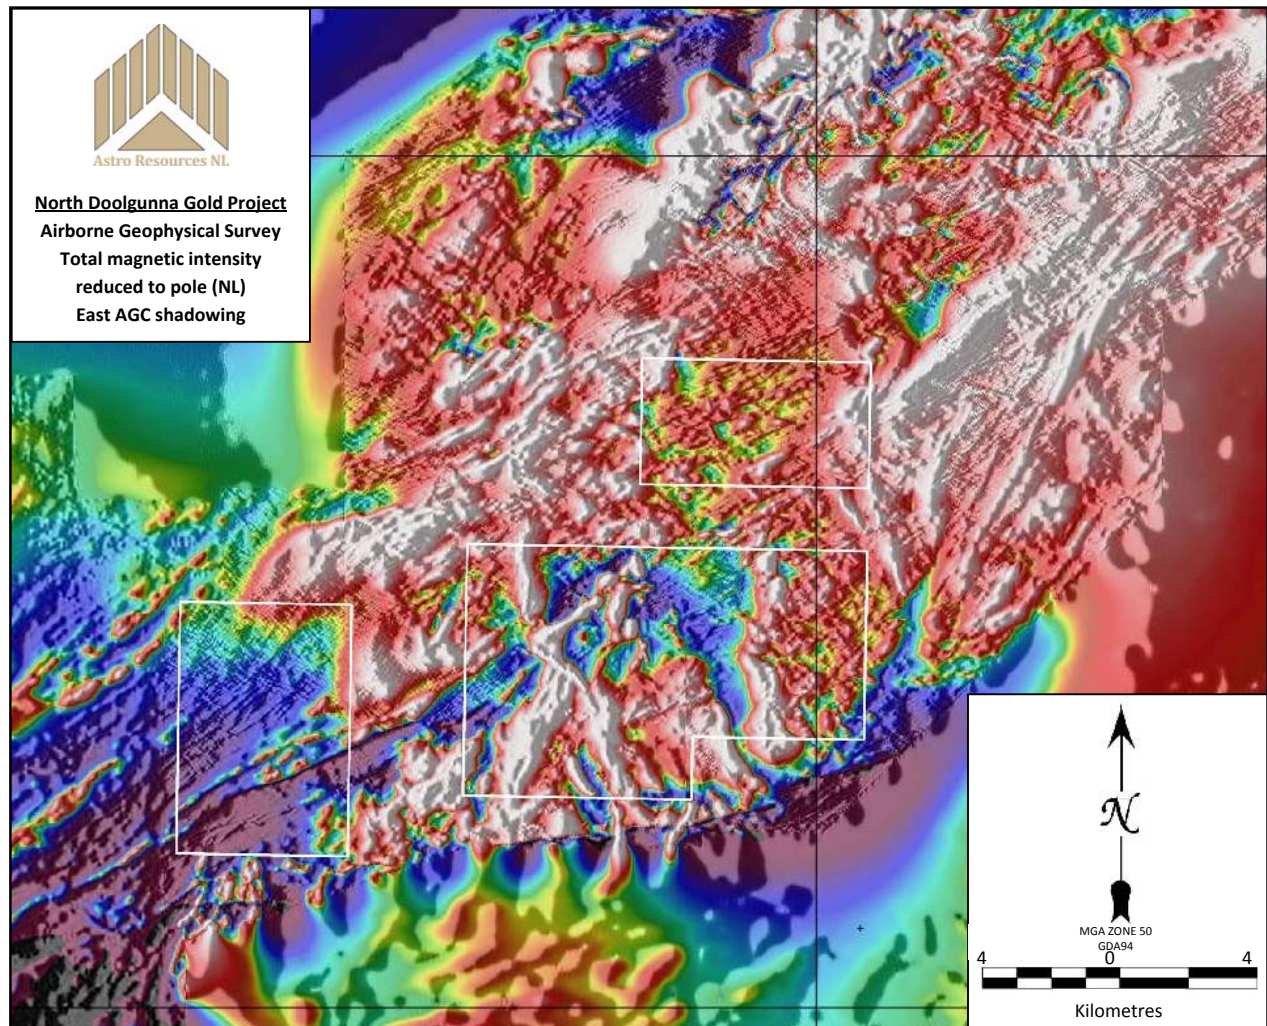 Astro Resources NL
North Doolgunna Gold Project
Airborne Geophysical Survey
Total magnetic intensity
reduced to pole (NL)
East AGC shadowing
N
MGA ZONE 50
GDA94
4 0 4
Kilometres